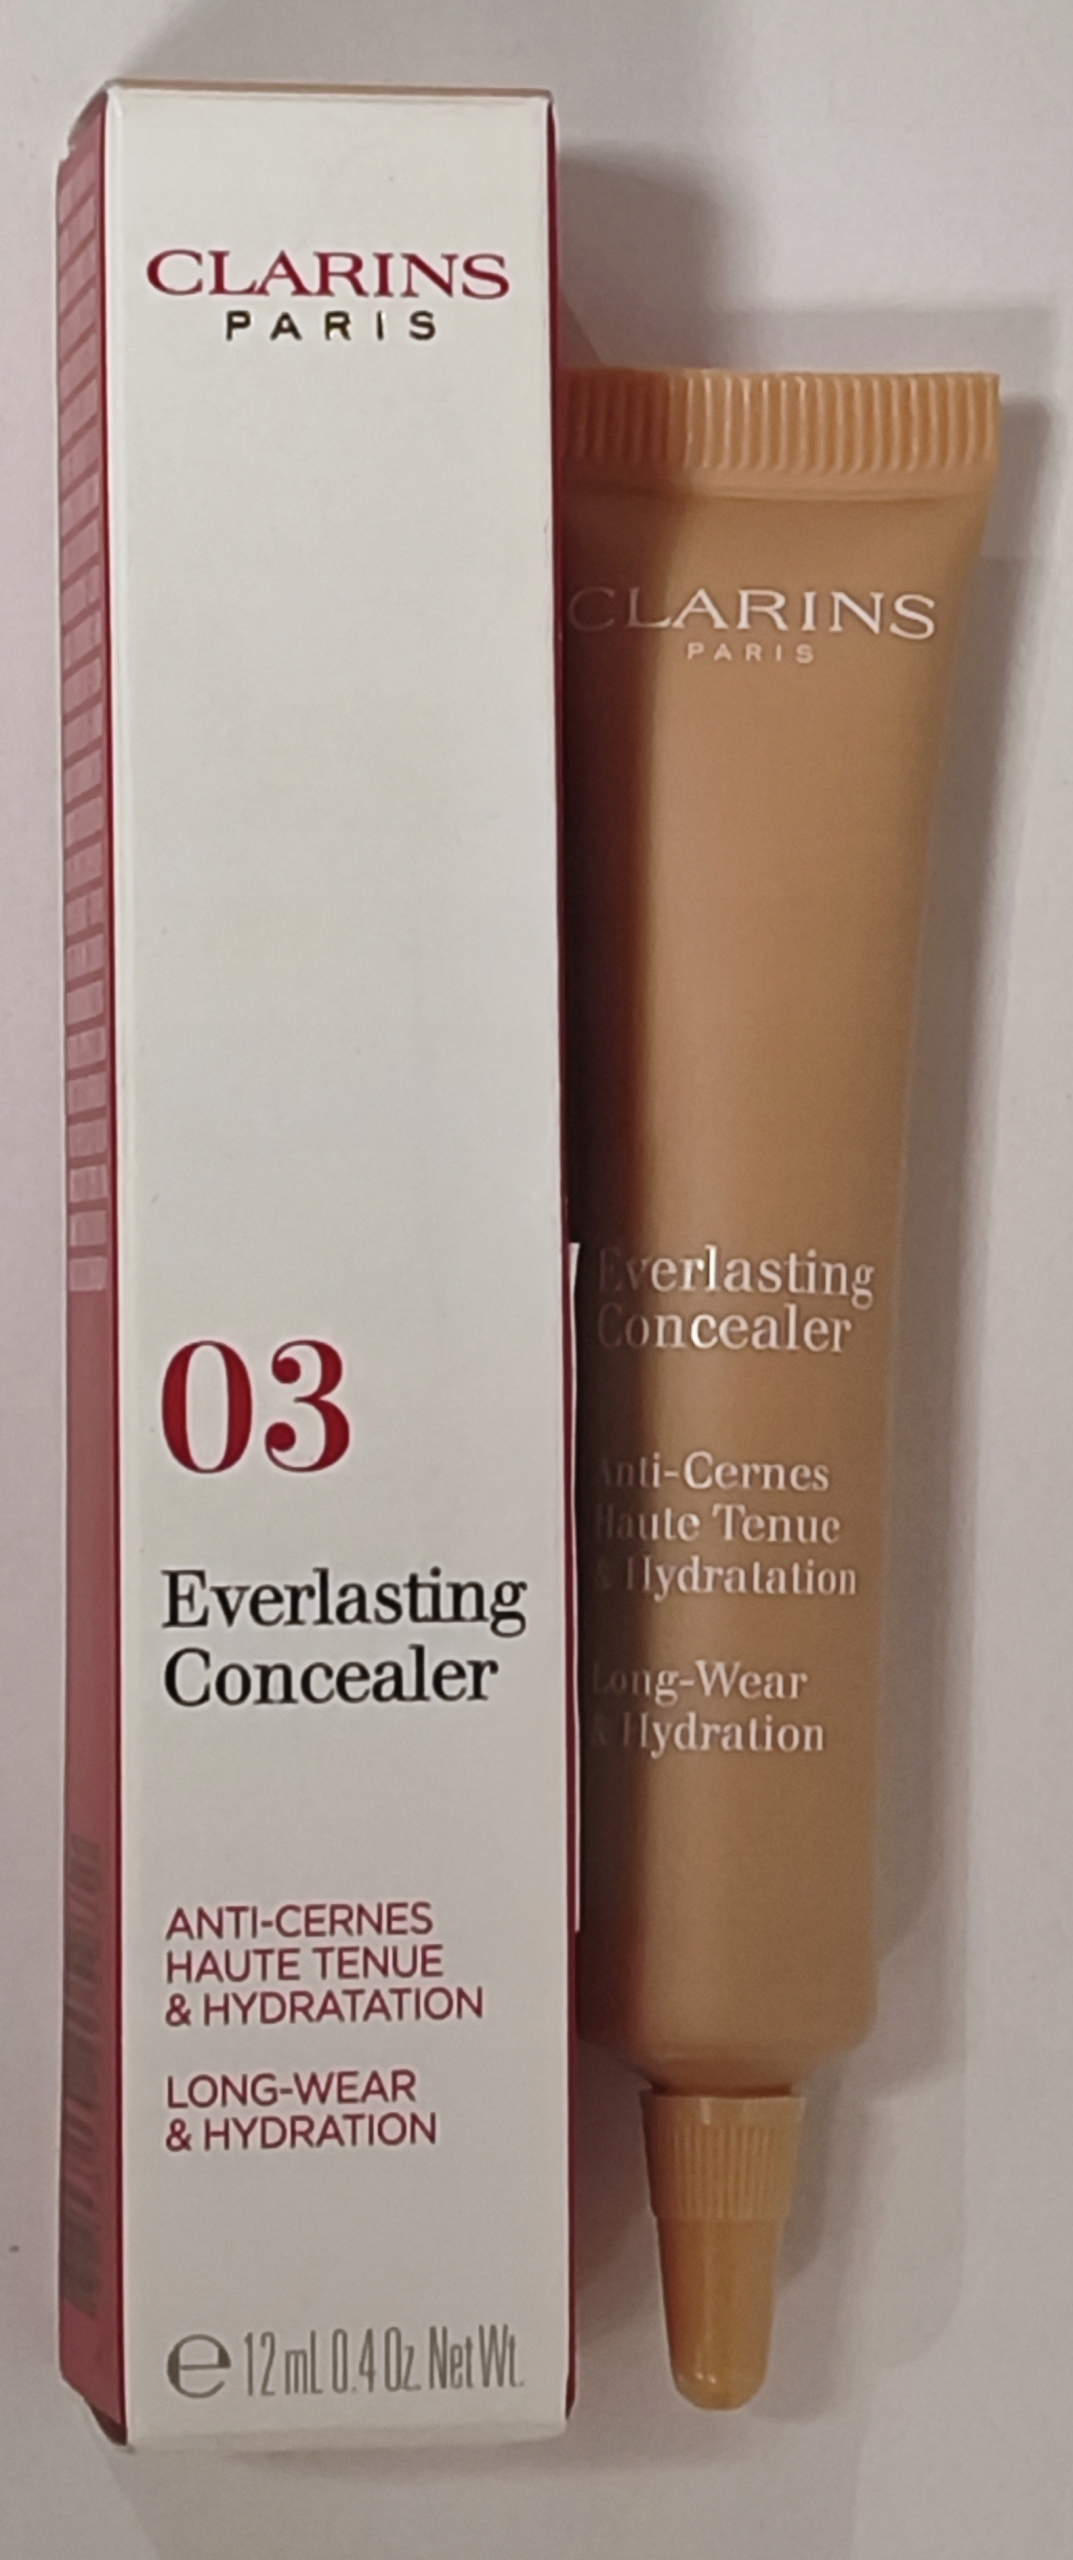 CLARINS
PARIS
03
Everlasting
Concealer
ANTI-CERNES
HAUTE TENUE
& HYDRATATION
LONG-WEAR
& HYDRATION
e 12 mL 0.4 Oz. Net Wt.
CLARINS
PARIS
Everlasting
Concealer
Anti-Cernes
Haute Tenue
& Hydratation
Long-Wear
& Hydration